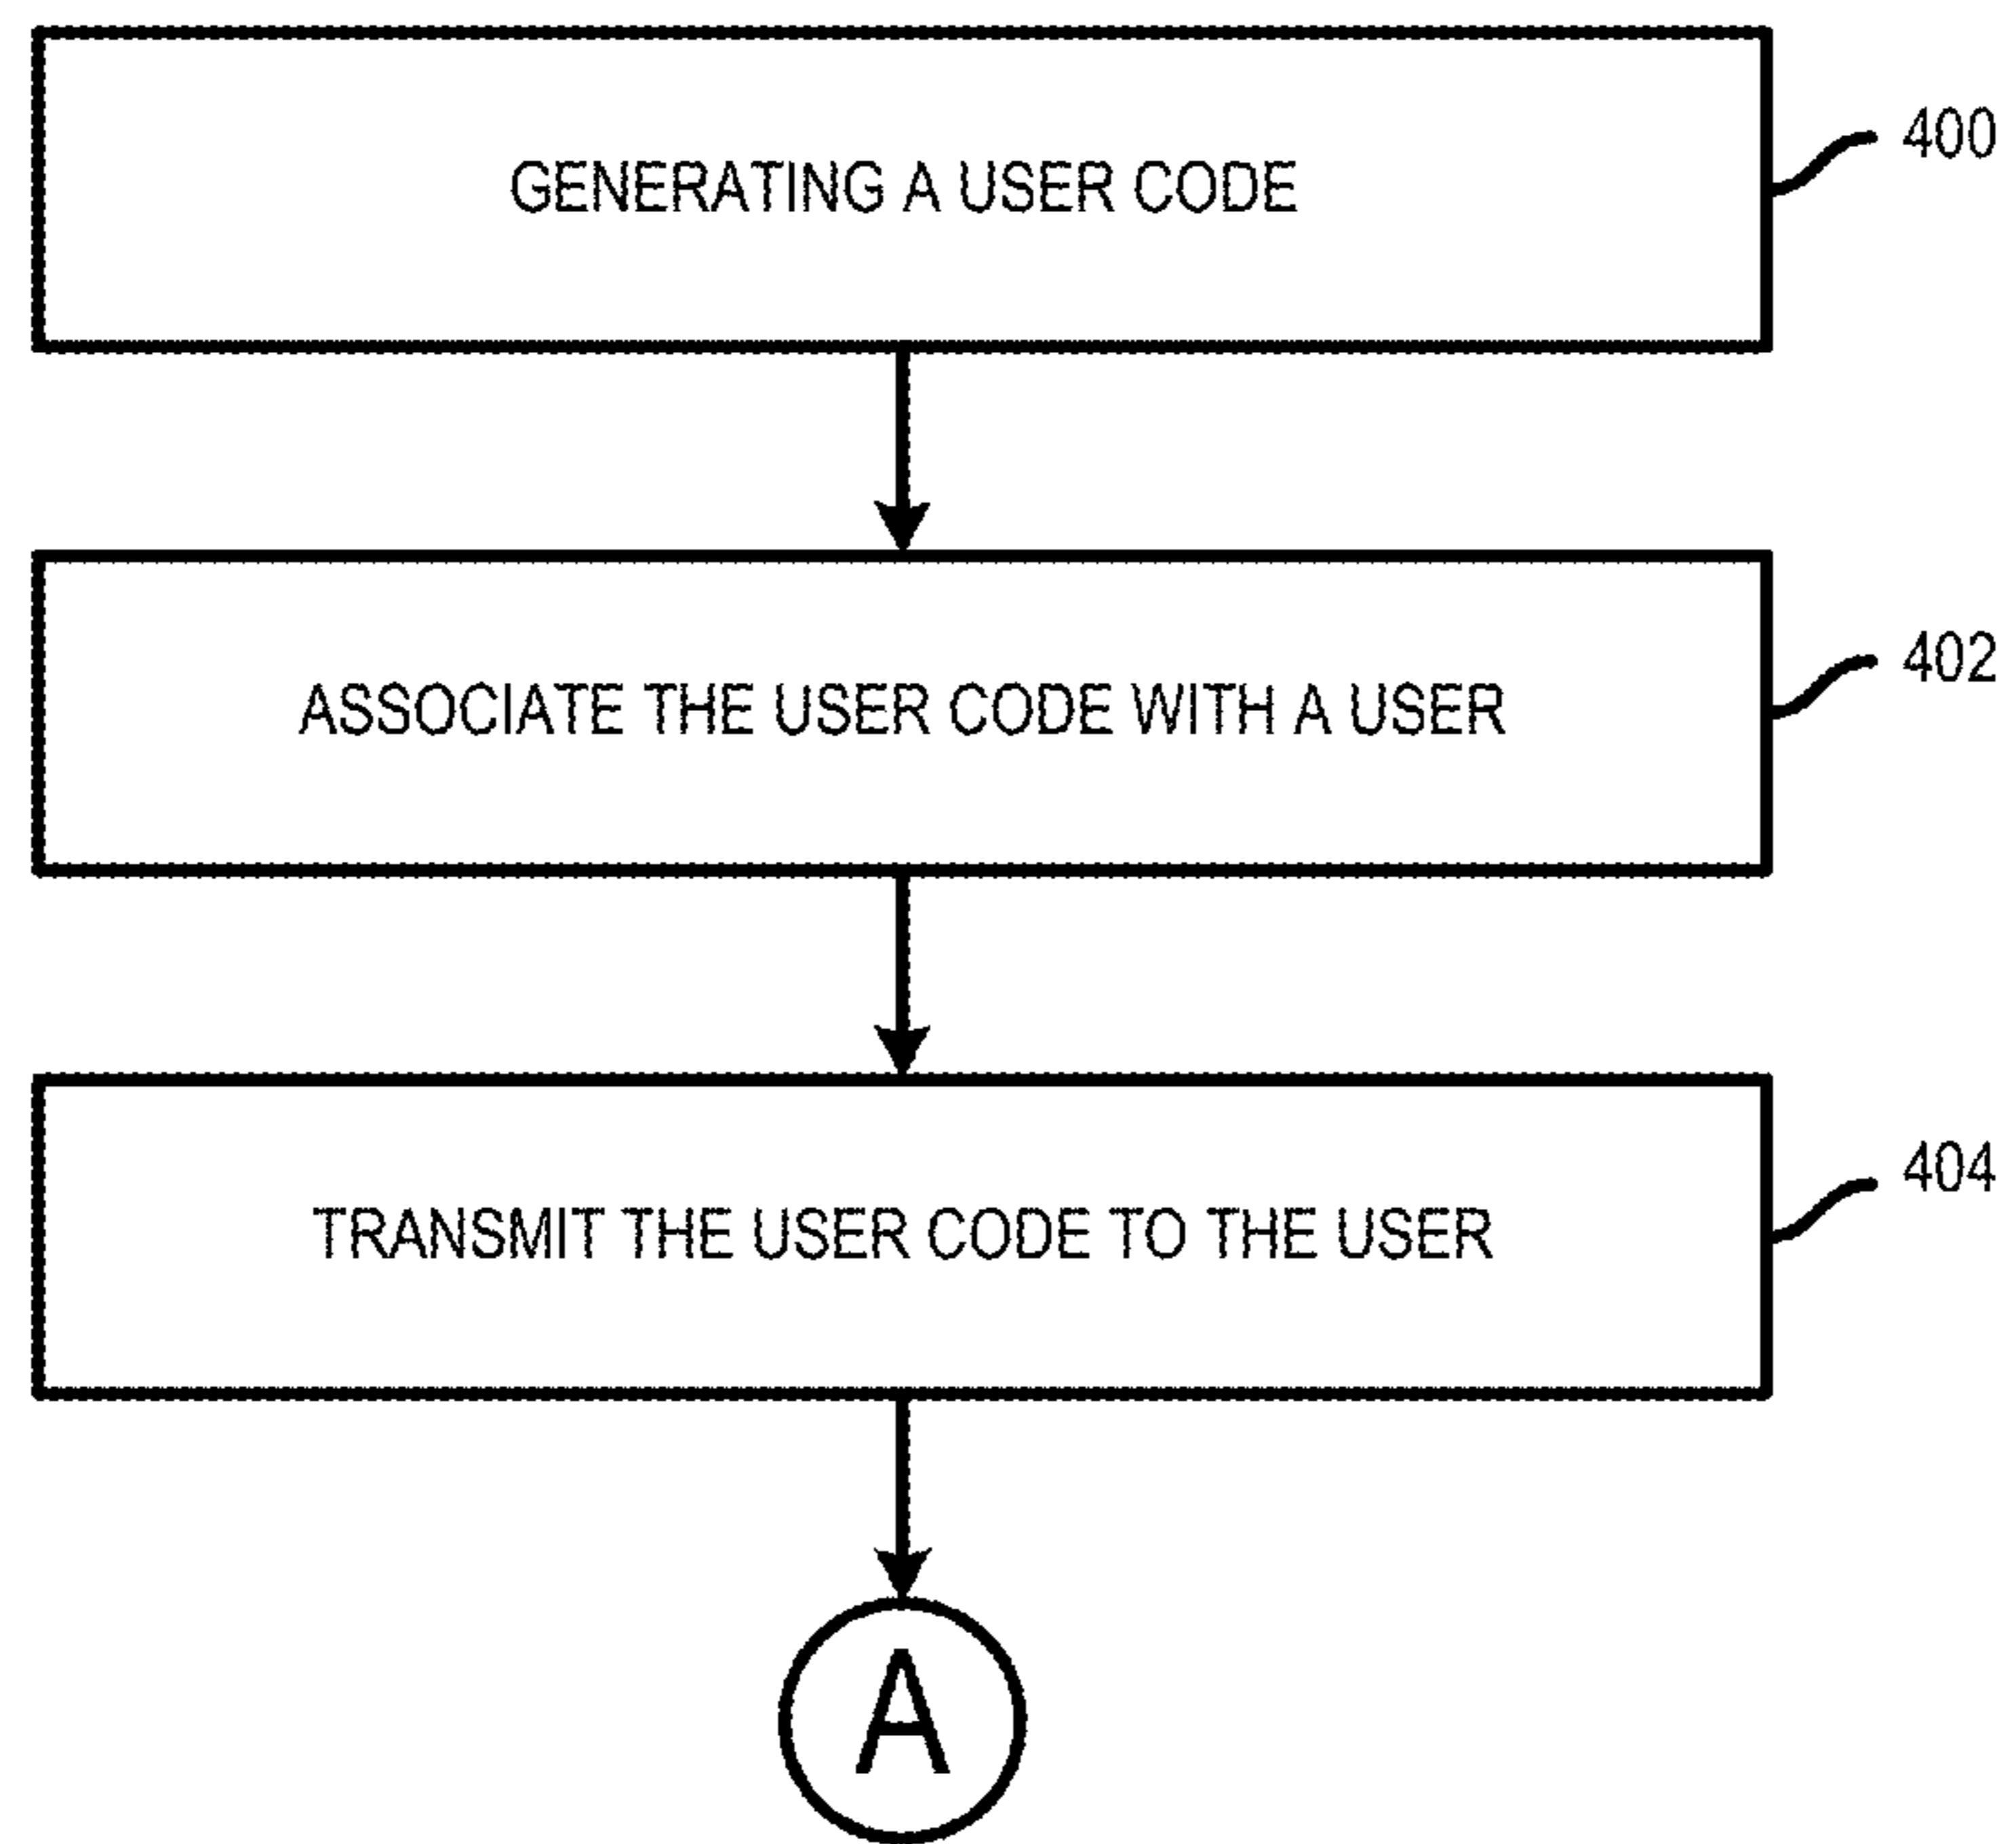 GENERATING A USER CODE
400
ASSOCIATE THE USER CODE WITH A USER
402
TRANSMIT THE USER CODE TO THE USER
404
A